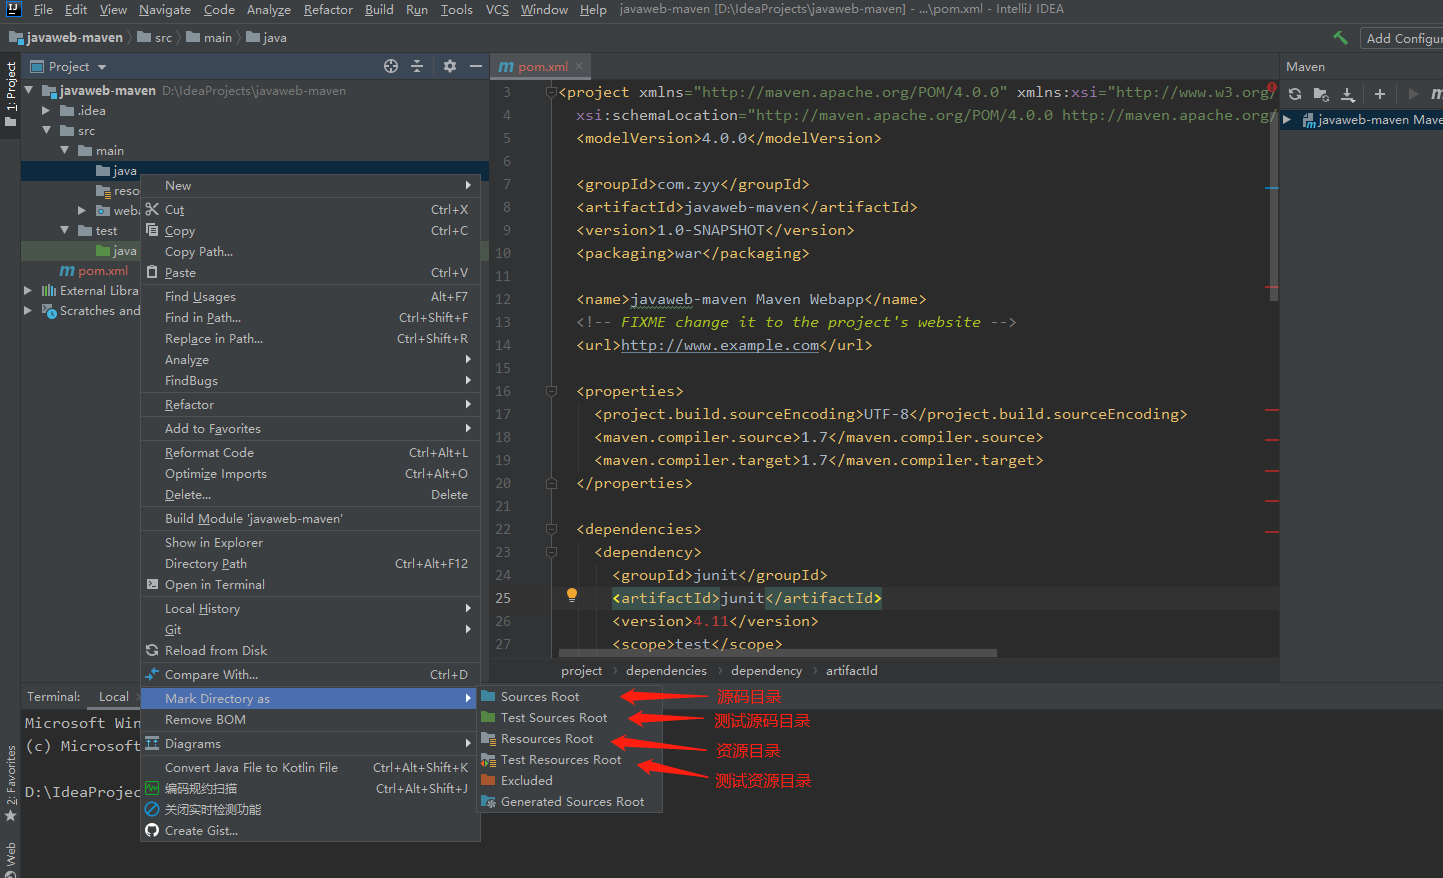 File Edit View Navigate Code Analyze Refactor Build Run Tools VCS Window Help javaweb-maven [D:\IdeaProjects\javaweb-maven] - ...\pom.xml - IntelliJ IDEA
javaweb-maven src main java
Add Configur
1: Project
Project
javaweb-maven D:\IdeaProjects\javaweb-maven
.idea
src
main
java
reso
weba
test
java
pom.xml
External Libra
Scratches and
New
Cut Ctrl+X
Copy Ctrl+C
Copy Path...
Paste Ctrl+V
Find Usages Alt+F7
Find in Path... Ctrl+Shift+F
Replace in Path... Ctrl+Shift+R
Analyze
FindBugs
Refactor
Add to Favorites
Reformat Code Ctrl+Alt+L
Optimize Imports Ctrl+Alt+O
Delete... Delete
Build Module 'javaweb-maven'
Show in Explorer
Directory Path Ctrl+Alt+F12
Open in Terminal
Local History
Git
Reload from Disk
Compare With... Ctrl+D
Mark Directory as
Remove BOM
Diagrams
Convert Java File to Kotlin File Ctrl+Alt+Shift+K
编码规约扫描 Ctrl+Alt+Shift+J
关闭实时检测功能
Create Gist...
Sources Root
Test Sources Root
Resources Root
Test Resources Root
Excluded
Generated Sources Root
源码目录
测试源码目录
资源目录
测试资源目录
pom.xml
3 <project xmlns="http://maven.apache.org/POM/4.0.0" xmlns:xsi="http://www.w3.org/
4 xsi:schemaLocation="http://maven.apache.org/POM/4.0.0 http://maven.apache.org/
5 <modelVersion>4.0.0</modelVersion>
6
7 <groupId>com.zyy</groupId>
8 <artifactId>javaweb-maven</artifactId>
9 <version>1.0-SNAPSHOT</version>
10 <packaging>war</packaging>
11
12 <name>javaweb-maven Maven Webapp</name>
13 <!-- FIXME change it to the project's website -->
14 <url>http://www.example.com</url>
15
16 <properties>
17 <project.build.sourceEncoding>UTF-8</project.build.sourceEncoding>
18 <maven.compiler.source>1.7</maven.compiler.source>
19 <maven.compiler.target>1.7</maven.compiler.target>
20 </properties>
21
22 <dependencies>
23 <dependency>
24 <groupId>junit</groupId>
25 <artifactId>junit</artifactId>
26 <version>4.11</version>
27 <scope>test</scope>
project dependencies dependency artifactId
Maven
m
javaweb-maven Mave
Terminal: Local
Microsoft Win
(c) Microsoft
D:\IdeaProjec
2: Favorites
Web